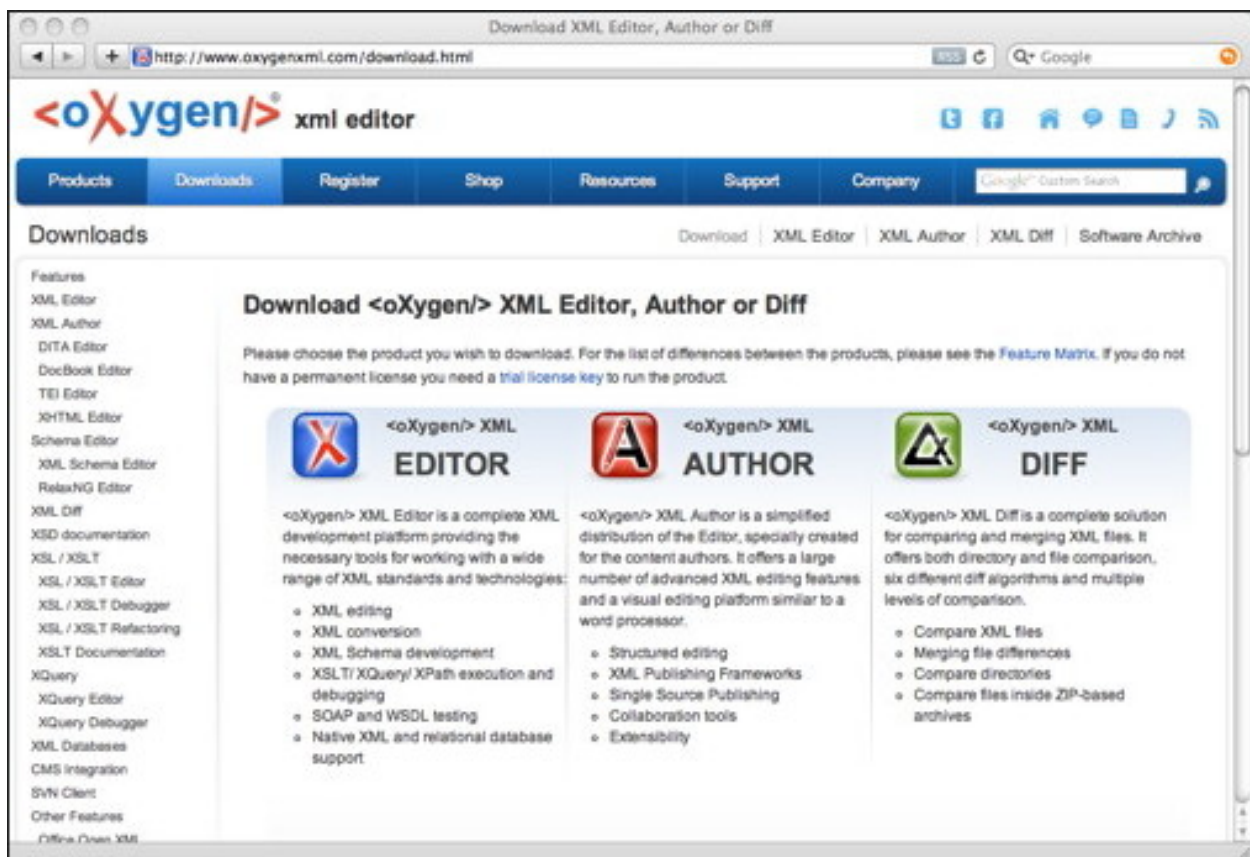 Download XML Editor, Author or Diff
http://www.oxygenxml.com/download.html
RSS
Google
<oXygen/>® xml editor
Products Downloads Register Shop Resources Support Company Google™ Custom Search
Downloads
Download XML Editor XML Author XML Diff Software Archive
Features
XML Editor
XML Author
DITA Editor
DocBook Editor
TEI Editor
XHTML Editor
Schema Editor
XML Schema Editor
RelaxNG Editor
XML Diff
XSD documentation
XSL / XSLT
XSL / XSLT Editor
XSL / XSLT Debugger
XSL / XSLT Refactoring
XSLT Documentation
XQuery
XQuery Editor
XQuery Debugger
XML Databases
CMS Integration
SVN Client
Other Features
Office Open XML
Download <oXygen/> XML Editor, Author or Diff
Please choose the product you wish to download. For the list of differences between the products, please see the Feature Matrix. If you do not
have a permanent license you need a trial license key to run the product.
<oXygen/> XML
EDITOR
<oXygen/> XML Editor is a complete XML
development platform providing the
necessary tools for working with a wide
range of XML standards and technologies:
XML editing
XML conversion
XML Schema development
XSLT/ XQuery/ XPath execution and
debugging
SOAP and WSDL testing
Native XML and relational database
support
<oXygen/> XML
AUTHOR
<oXygen/> XML Author is a simplified
distribution of the Editor, specially created
for the content authors. It offers a large
number of advanced XML editing features
and a visual editing platform similar to a
word processor.
Structured editing
XML Publishing Frameworks
Single Source Publishing
Collaboration tools
Extensibility
<oXygen/> XML
DIFF
<oXygen/> XML Diff is a complete solution
for comparing and merging XML files. It
offers both directory and file comparison,
six different diff algorithms and multiple
levels of comparison.
Compare XML files
Merging file differences
Compare directories
Compare files inside ZIP-based
archives